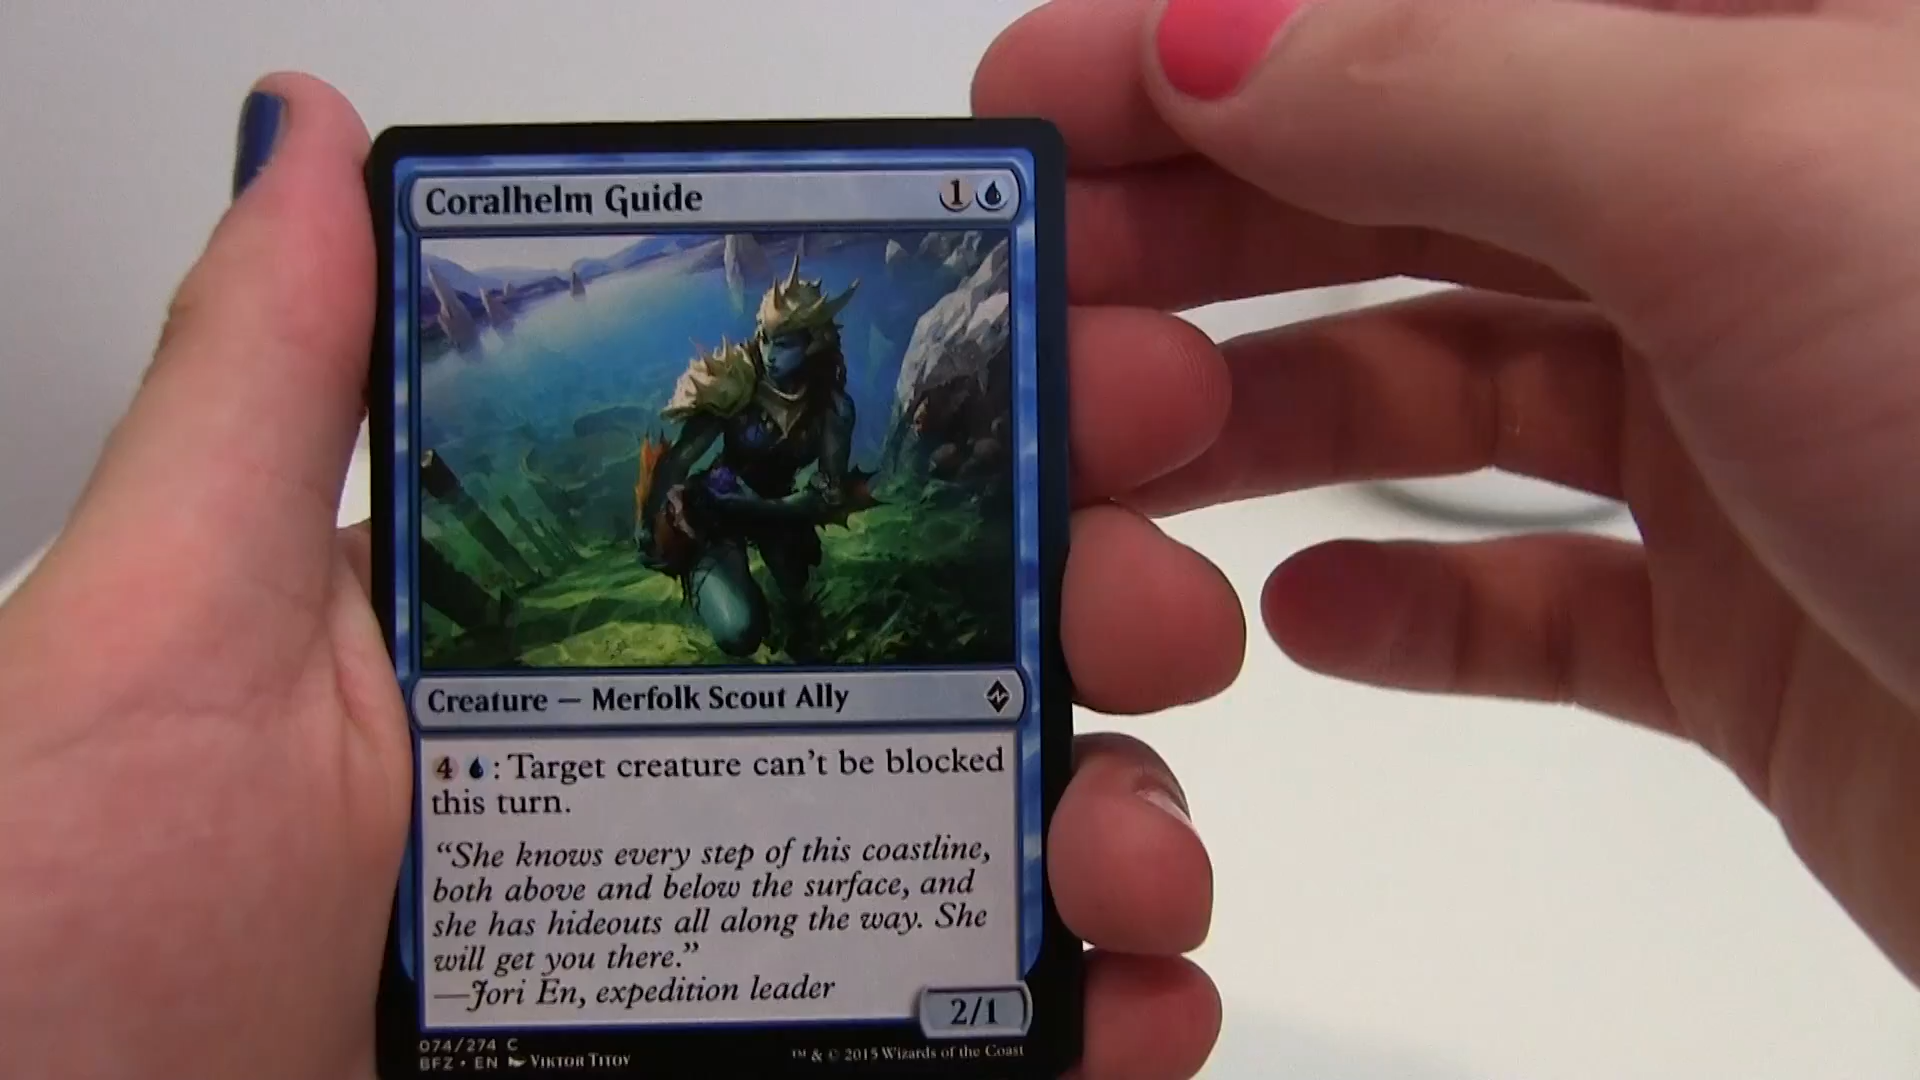 Coralhelm Guide 1
Creature — Merfolk Scout Ally
4 : Target creature can't be blocked
this turn.
“She knows every step of this coastline,
both above and below the surface, and
she has hideouts all along the way. She
will get you there.”
—Jori En, expedition leader
2/1
074/274 C
BFZ • EN Viktor Titov
™ & © 2015 Wizards of the Coast